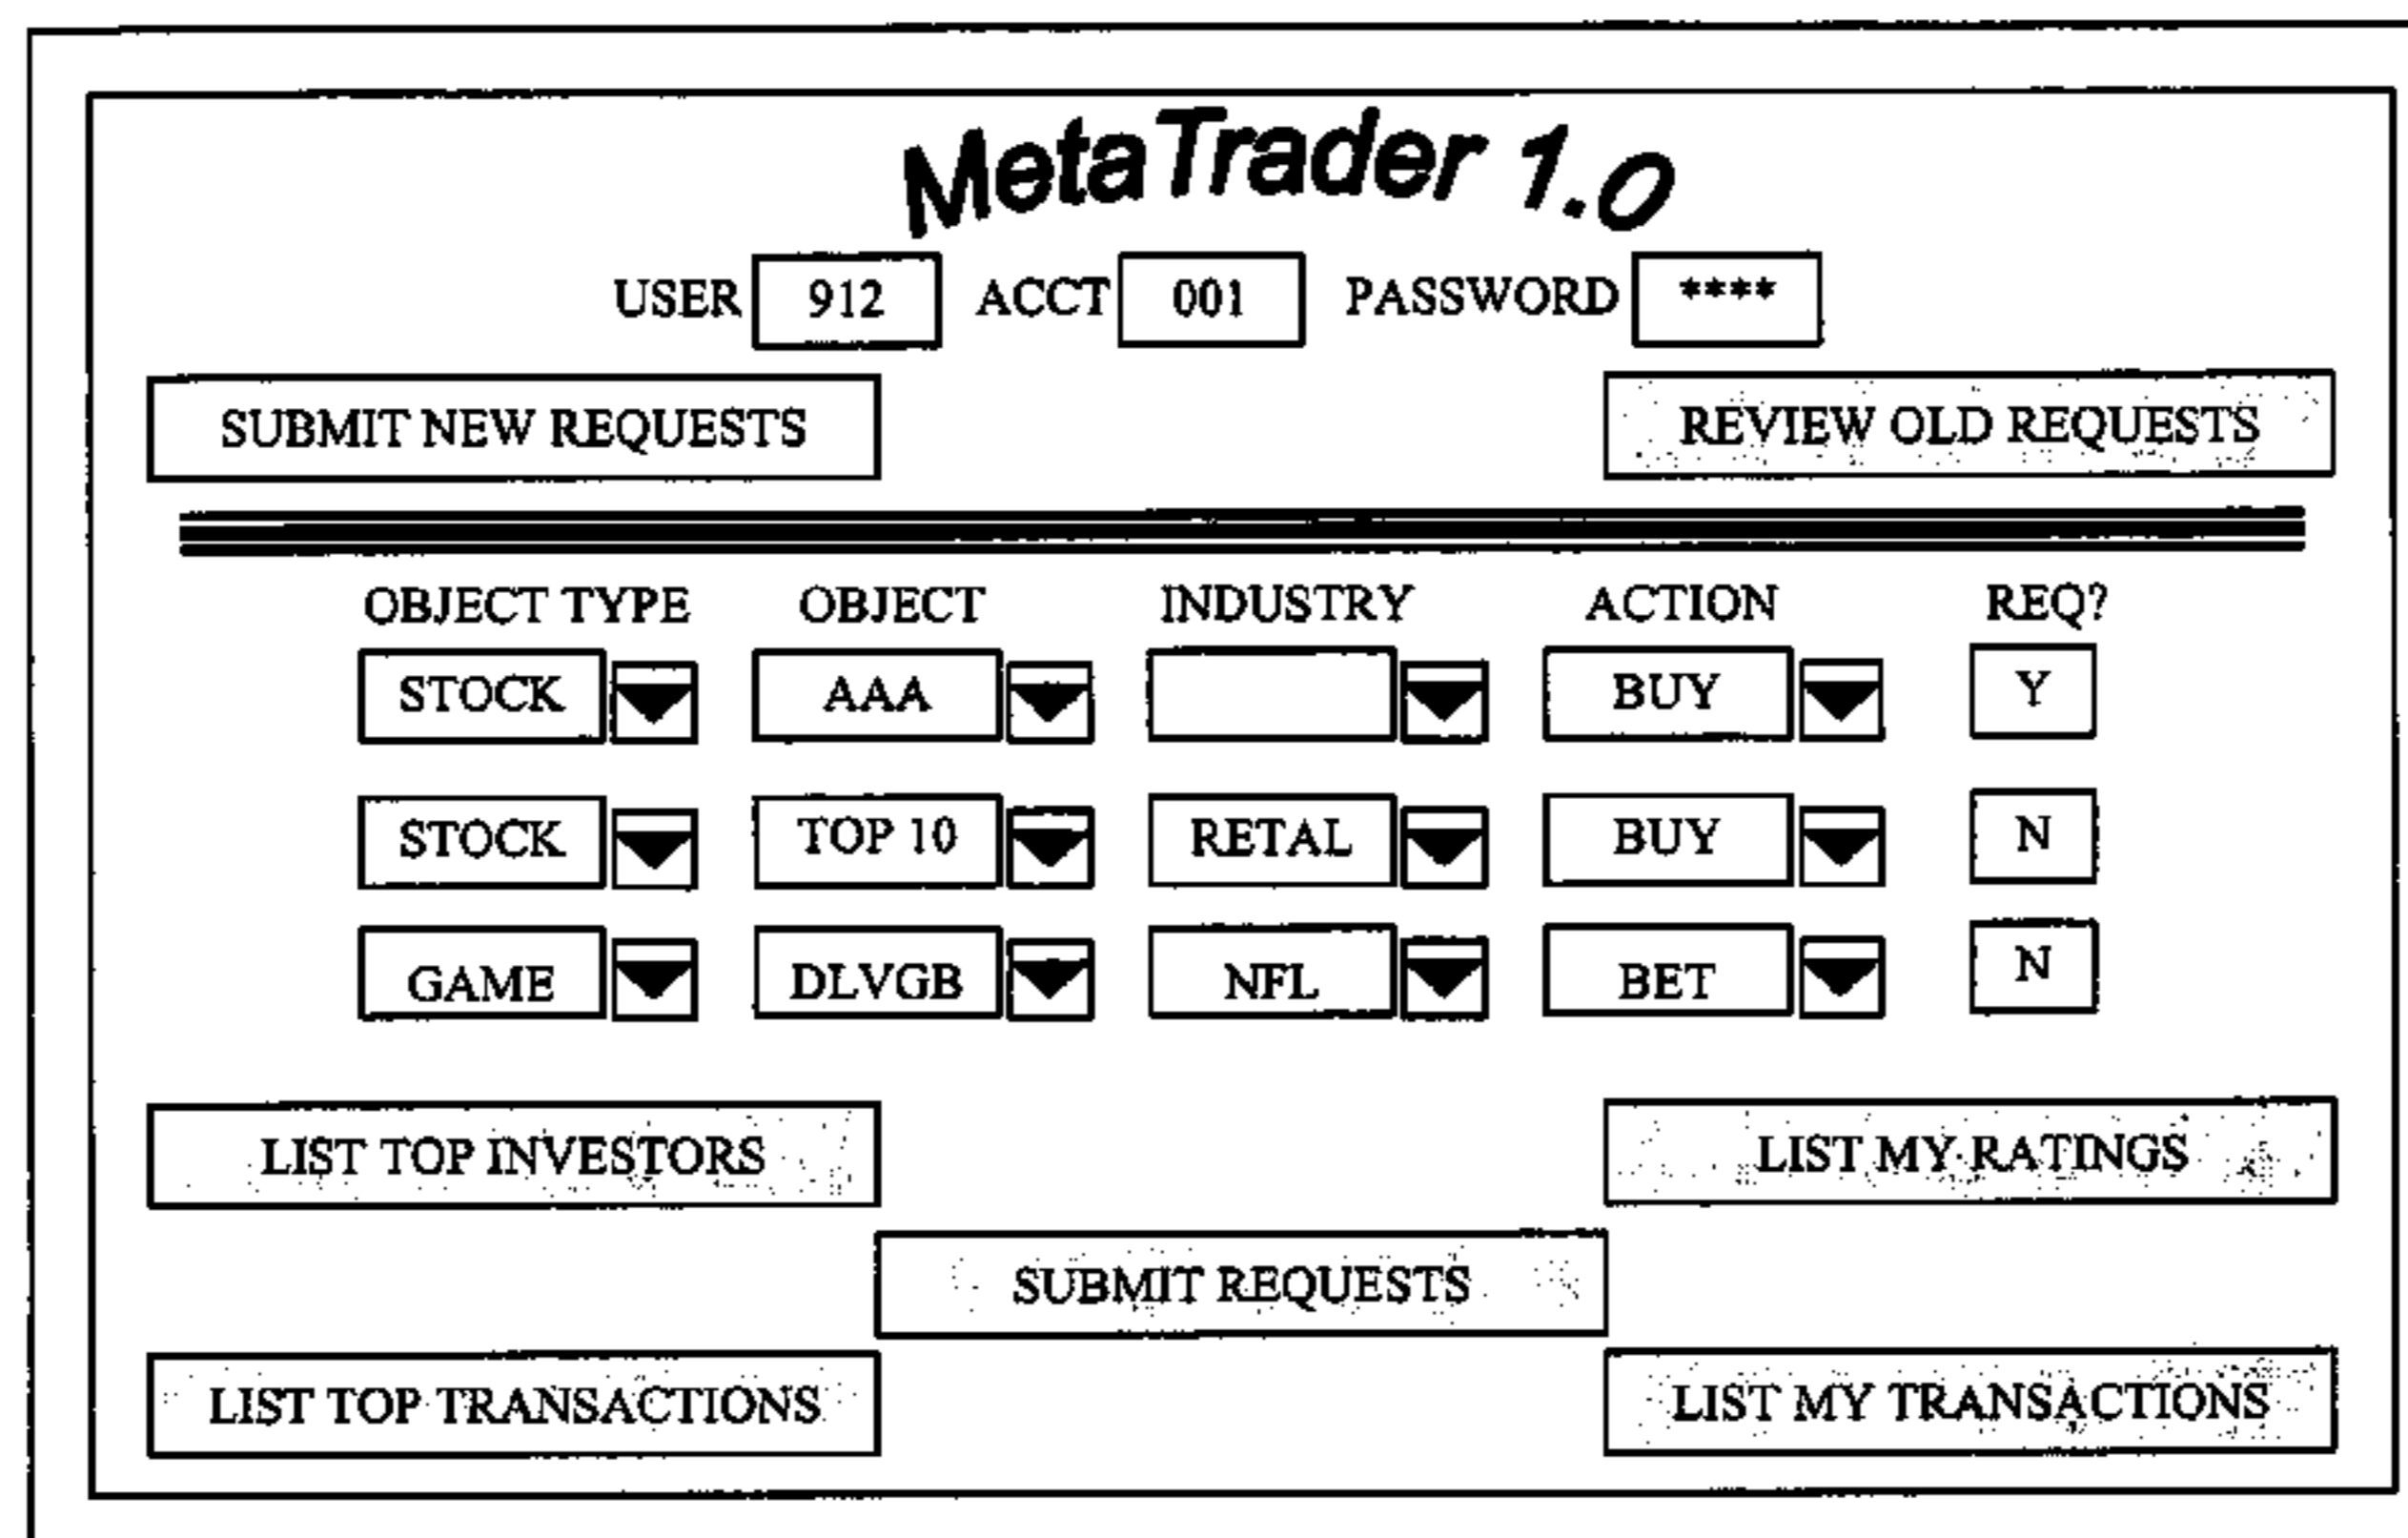 MetaTrader 1.0
USER 912 ACCT 001 PASSWORD ****
SUBMIT NEW REQUESTS REVIEW OLD REQUESTS
OBJECT TYPE OBJECT INDUSTRY ACTION REQ?
STOCK AAA BUY Y
STOCK TOP 10 RETAL BUY N
GAME DLVGB NFL BET N
LIST TOP INVESTORS LIST MY RATINGS
SUBMIT REQUESTS
LIST TOP TRANSACTIONS LIST MY TRANSACTIONS